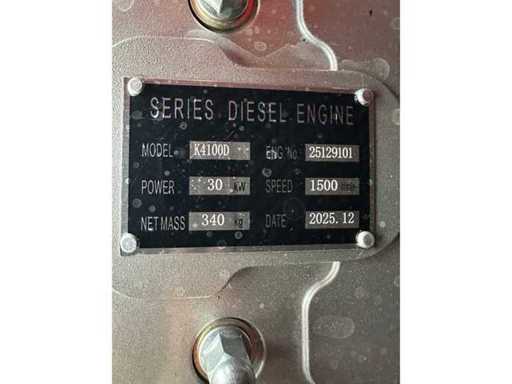 SERIES DIESEL ENGINE
MODEL K4100D ENG No. 25129101
POWER 30 kW SPEED 1500 r/min
NET MASS 340 kg DATE 2025.12